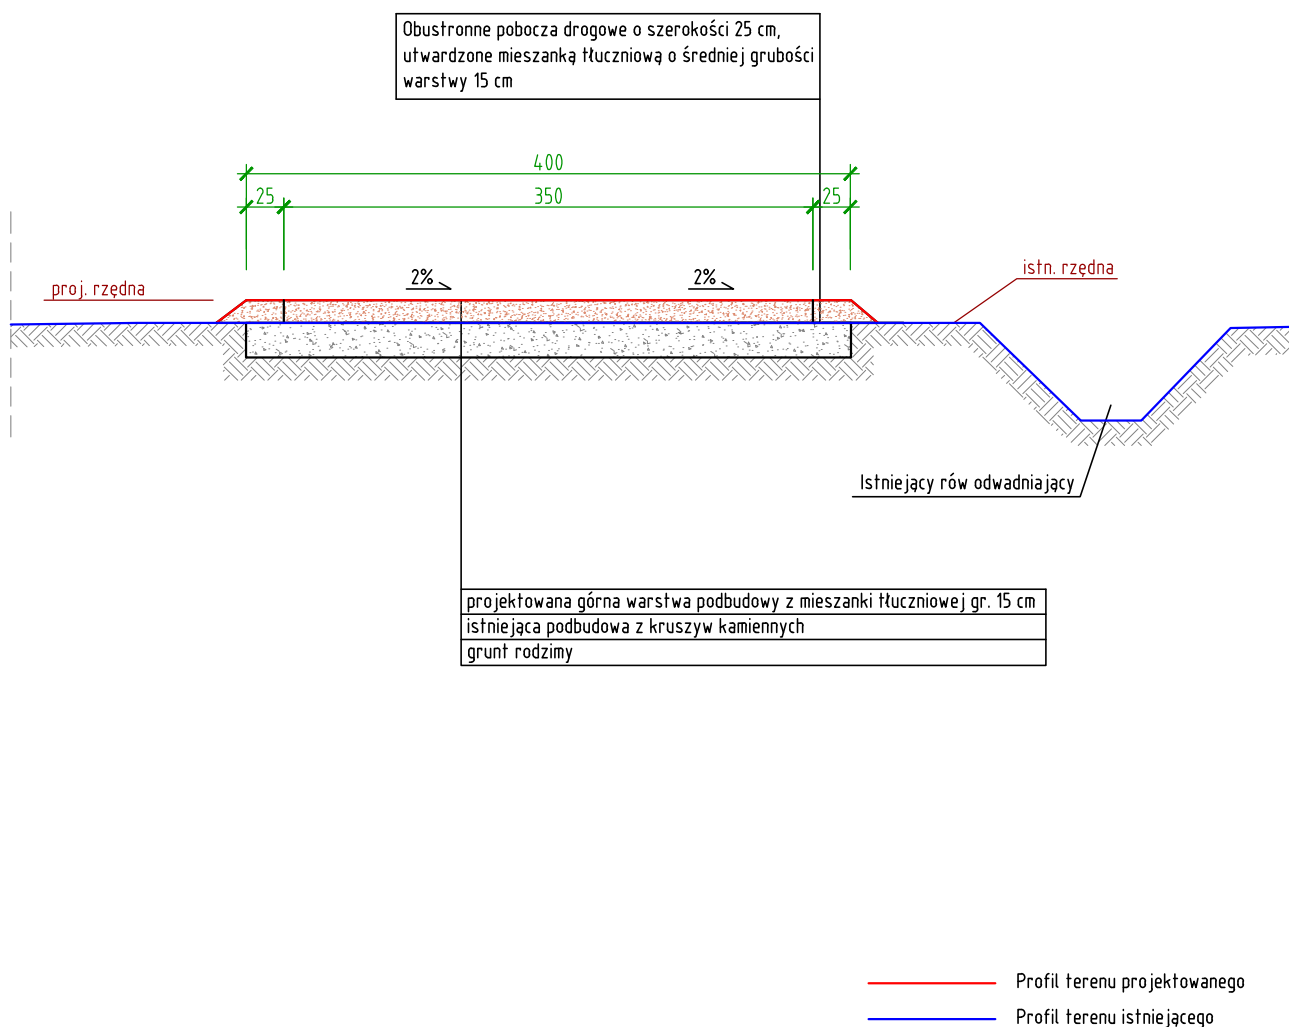 Obustronne pobocza drogowe o szerokości 25 cm,
utwardzone mieszanką tłuczniową o średniej grubości
warstwy 15 cm
400
25
350
25
2%
2%
proj. rzędna
istn. rzędna
Istniejący rów odwadniający
projektowana górna warstwa podbudowy z mieszanki tłuczniowej gr. 15 cm
istniejąca podbudowa z kruszyw kamiennych
grunt rodzimy
Profil terenu projektowanego
Profil terenu istniejącego